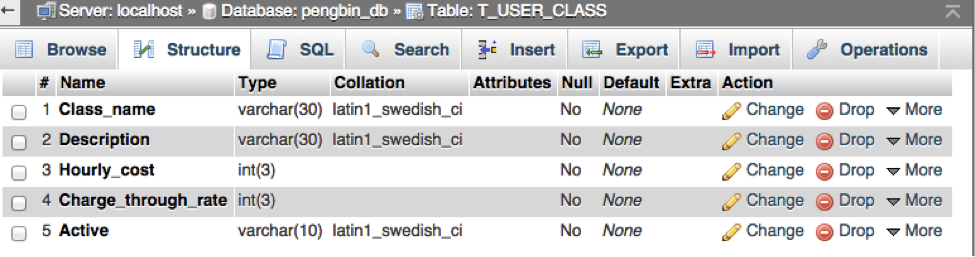 Server: localhost » Database: pengbin_db » Table: T_USER_CLASS
Browse Structure SQL Search Insert Export Import Operations
# Name Type Collation Attributes Null Default Extra Action
1 Class_name varchar(30) latin1_swedish_ci No None Change Drop More
2 Description varchar(30) latin1_swedish_ci No None Change Drop More
3 Hourly_cost int(3) No None Change Drop More
4 Charge_through_rate int(3) No None Change Drop More
5 Active varchar(10) latin1_swedish_ci No None Change Drop More